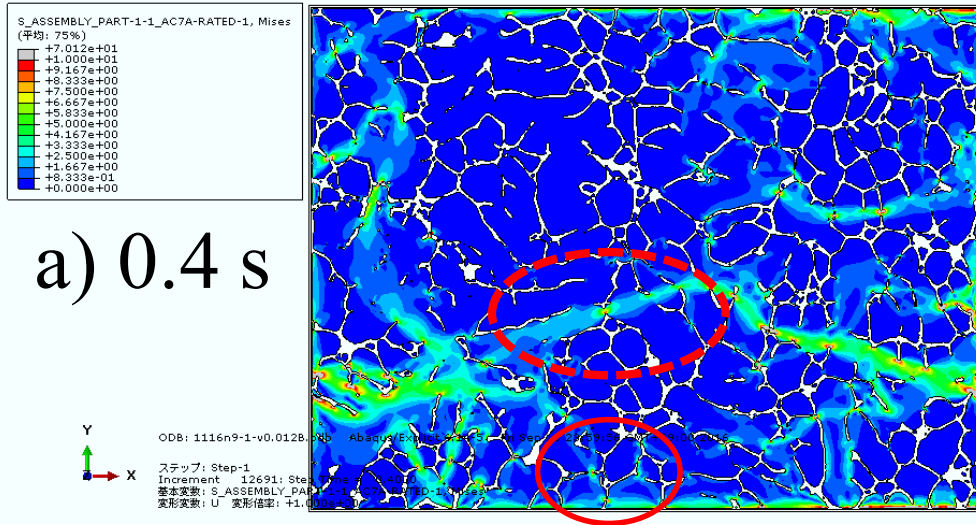 S_ASSEMBLY_PART-1-1_AC7A-RATED-1, Mises
(平均: 75%)
+7.012e+01
+1.000e+01
+9.167e+00
+8.333e+00
+7.500e+00
+6.667e+00
+5.833e+00
+5.000e+00
+4.167e+00
+3.333e+00
+2.500e+00
+1.667e+00
+8.333e-01
+0.000e+00
a) 0.4 s
Y
X
ODB: 1116n9-1-v0.012B.odb Abaqus/Explicit
ステップ: Step-1
Increment 12691: Step Time =
基本変数: S_ASSEMBLY_PART-1-1_AC7A-RATED-1, Mises
変形変数: U 変形倍率: